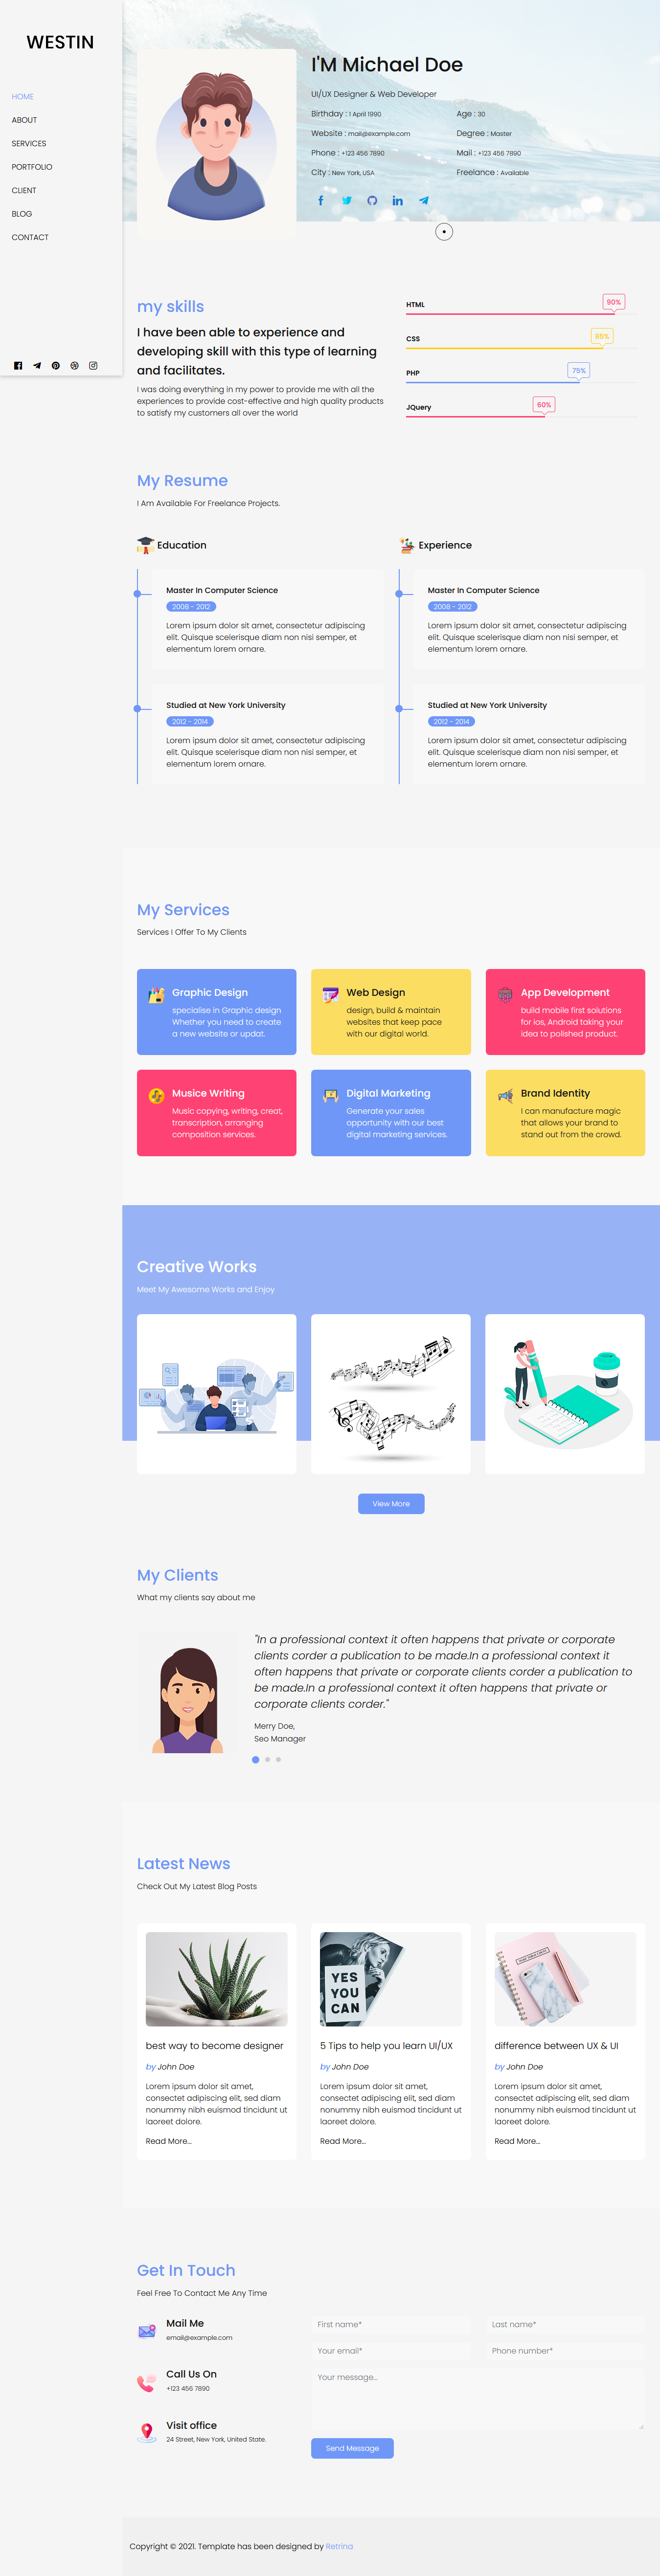 WESTIN
HOME
ABOUT
SERVICES
PORTFOLIO
CLIENT
BLOG
CONTACT
I'M Michael Doe
UI/UX Designer & Web Developer
Birthday : 1 April 1990
Age : 30
Website : mail@example.com
Degree : Master
Phone : +123 456 7890
Mail : +123 456 7890
City : New York, USA
Freelance : Available
my skills
I have been able to experience and
developing skill with this type of learning
and facilitates.
I was doing everything in my power to provide me with all the
experiences to provide cost-effective and high quality products
to satisfy my customers all over the world
HTML
90%
CSS
85%
PHP
75%
JQuery
60%
My Resume
I Am Available For Freelance Projects.
Education
Master In Computer Science
2008 - 2012
Lorem ipsum dolor sit amet, consectetur adipiscing
elit. Quisque scelerisque diam non nisi semper, et
elementum lorem ornare.
Studied at New York University
2012 - 2014
Lorem ipsum dolor sit amet, consectetur adipiscing
elit. Quisque scelerisque diam non nisi semper, et
elementum lorem ornare.
Experience
Master In Computer Science
2008 - 2012
Lorem ipsum dolor sit amet, consectetur adipiscing
elit. Quisque scelerisque diam non nisi semper, et
elementum lorem ornare.
Studied at New York University
2012 - 2014
Lorem ipsum dolor sit amet, consectetur adipiscing
elit. Quisque scelerisque diam non nisi semper, et
elementum lorem ornare.
My Services
Services I Offer To My Clients
Graphic Design
specialise in Graphic design
Whether you need to create
a new website or updat.
Web Design
design, build & maintain
websites that keep pace
with our digital world.
App Development
build mobile first solutions
for ios, Android taking your
idea to polished product.
Musice Writing
Music copying, writing, creat,
transcription, arranging
composition services.
Digital Marketing
Generate your sales
opportunity with our best
digital marketing services.
Brand Identity
I can manufacture magic
that allows your brand to
stand out from the crowd.
Creative Works
Meet My Awesome Works and Enjoy
View More
My Clients
What my clients say about me
"In a professional context it often happens that private or corporate
clients corder a publication to be made.In a professional context it
often happens that private or corporate clients corder a publication to
be made.In a professional context it often happens that private or
corporate clients corder."
Merry Doe,
Seo Manager
Latest News
Check Out My Latest Blog Posts
best way to become designer
by John Doe
Lorem ipsum dolor sit amet,
consectet adipiscing elit, sed diam
nonummy nibh euismod tincidunt ut
laoreet dolore.
Read More...
YES
YOU
CAN
5 Tips to help you learn UI/UX
by John Doe
Lorem ipsum dolor sit amet,
consectet adipiscing elit, sed diam
nonummy nibh euismod tincidunt ut
laoreet dolore.
Read More...
difference between UX & UI
by John Doe
Lorem ipsum dolor sit amet,
consectet adipiscing elit, sed diam
nonummy nibh euismod tincidunt ut
laoreet dolore.
Read More...
Get In Touch
Feel Free To Contact Me Any Time
Mail Me
email@example.com
Call Us On
+123 456 7890
Visit office
24 Street, New York, United State.
First name*
Last name*
Your email*
Phone number*
Your message...
Send Message
Copyright © 2021. Template has been designed by Retrina